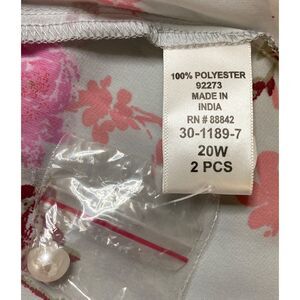 100% POLYESTER
92273
MADE IN
INDIA
RN # 88842
30-1189-7
20W
2 PCS